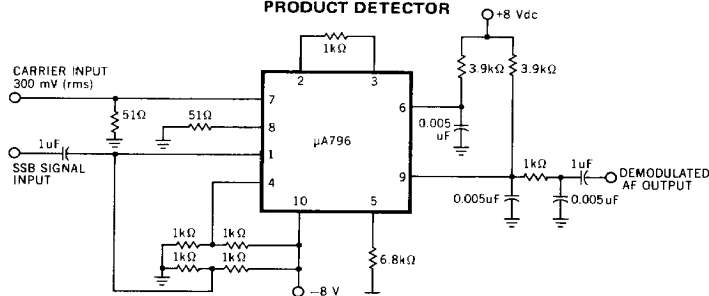 PRODUCT DETECTOR
+8 Vdc
1kΩ
3.9kΩ
3.9kΩ
CARRIER INPUT
300 mV (rms)
2
3
7
6
51Ω
51Ω
8
0.005
uF
μA796
1uF
1
1kΩ
1uF
SSB SIGNAL
INPUT
4
9
DEMODULATED
AF OUTPUT
10
5
0.005uF
0.005uF
1kΩ
1kΩ
1kΩ
1kΩ
6.8kΩ
−8 V